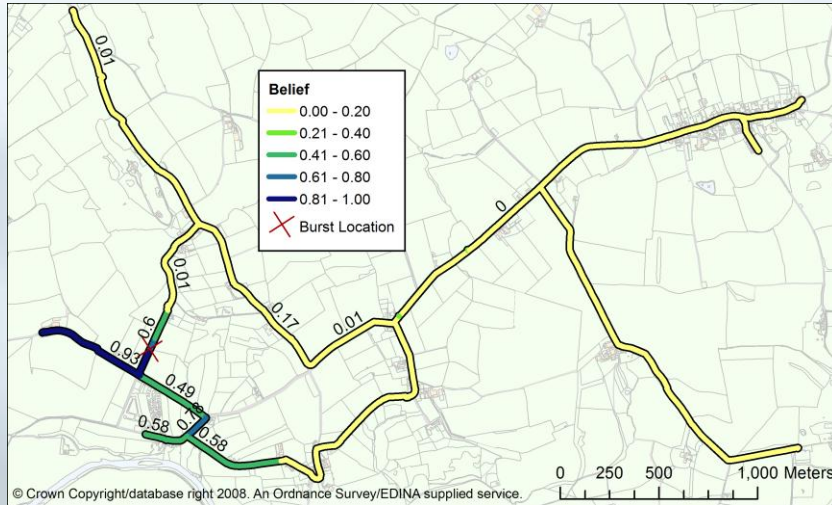 0.01
Belief
0.00 - 0.20
0.21 - 0.40
0.41 - 0.60
0.61 - 0.80
0.81 - 1.00
Burst Location
0
0.01
0.17
0.01
0.6
0.93
0.49
0.58
0.58
0 250 500 1,000 Meters
© Crown Copyright/database right 2008. An Ordnance Survey/EDINA supplied service.